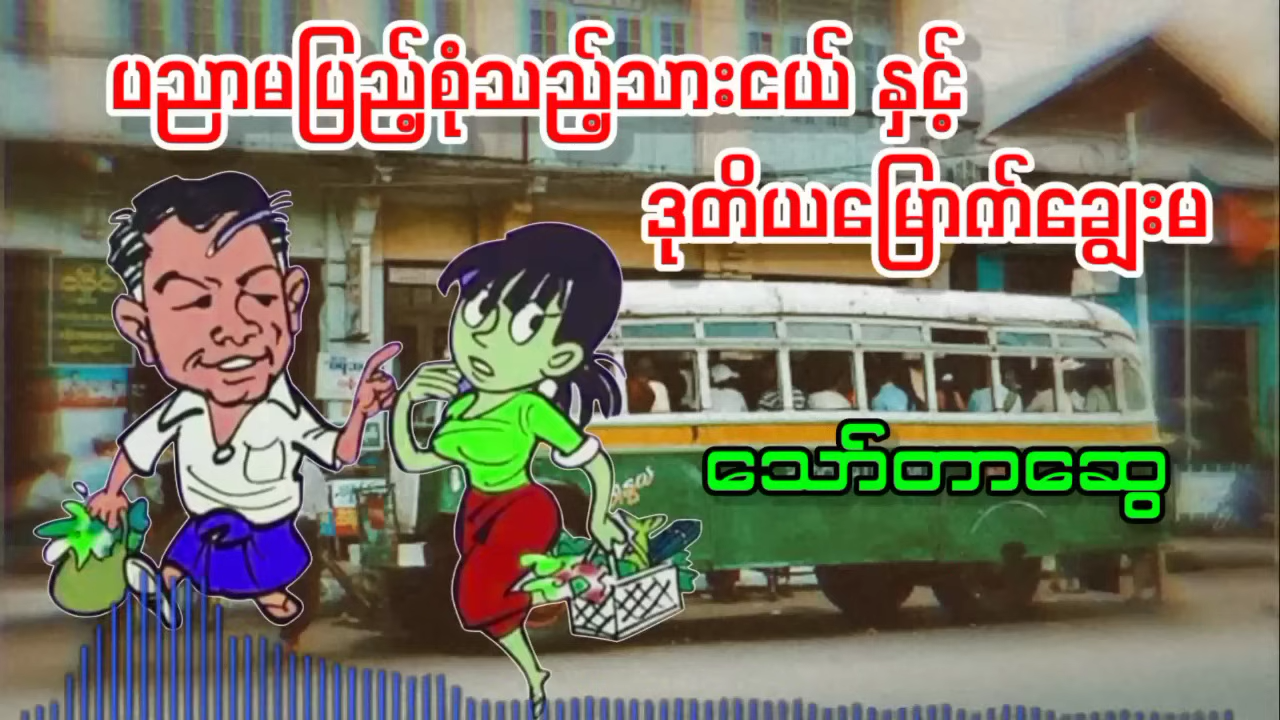 ပညာမပြည့်စုံသည့်သားငယ် နှင့်
ဒုတိယမြောက်ချွေးမ
သော်တာဆွေ